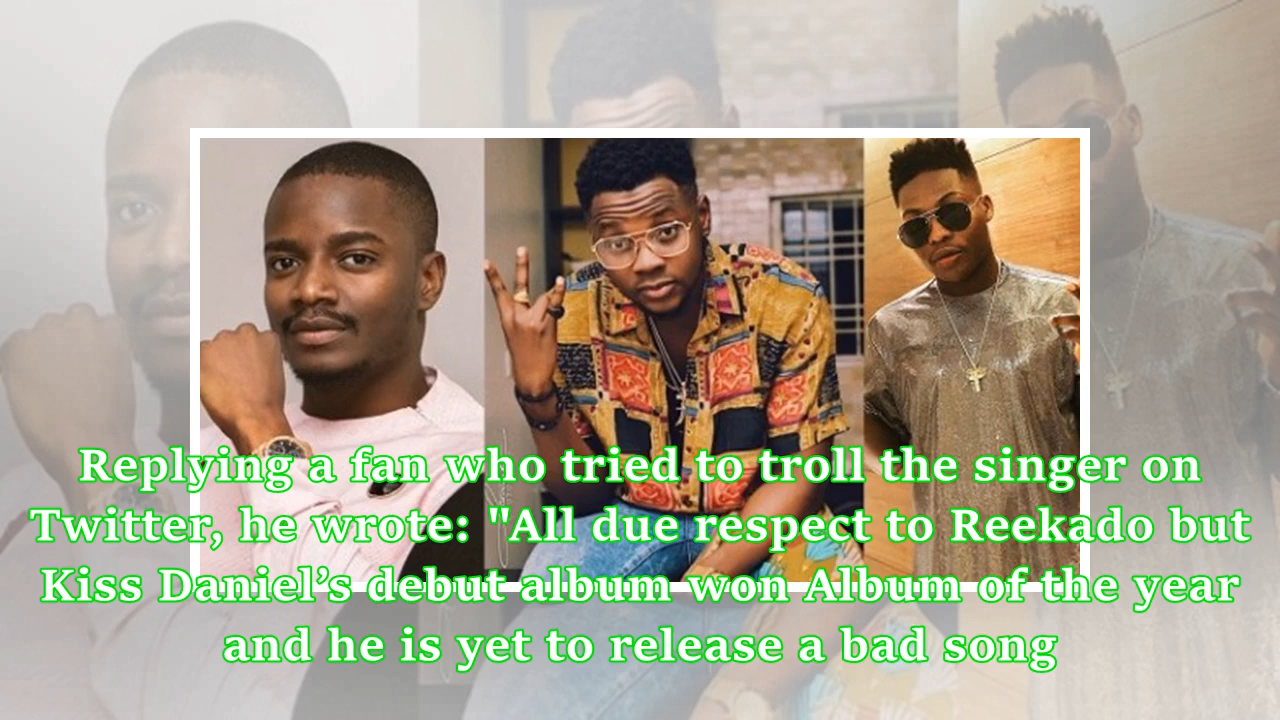 Replying a fan who tried to troll the singer on
Twitter, he wrote: "All due respect to Reekado but
Kiss Daniel’s debut album won Album of the year
and he is yet to release a bad song